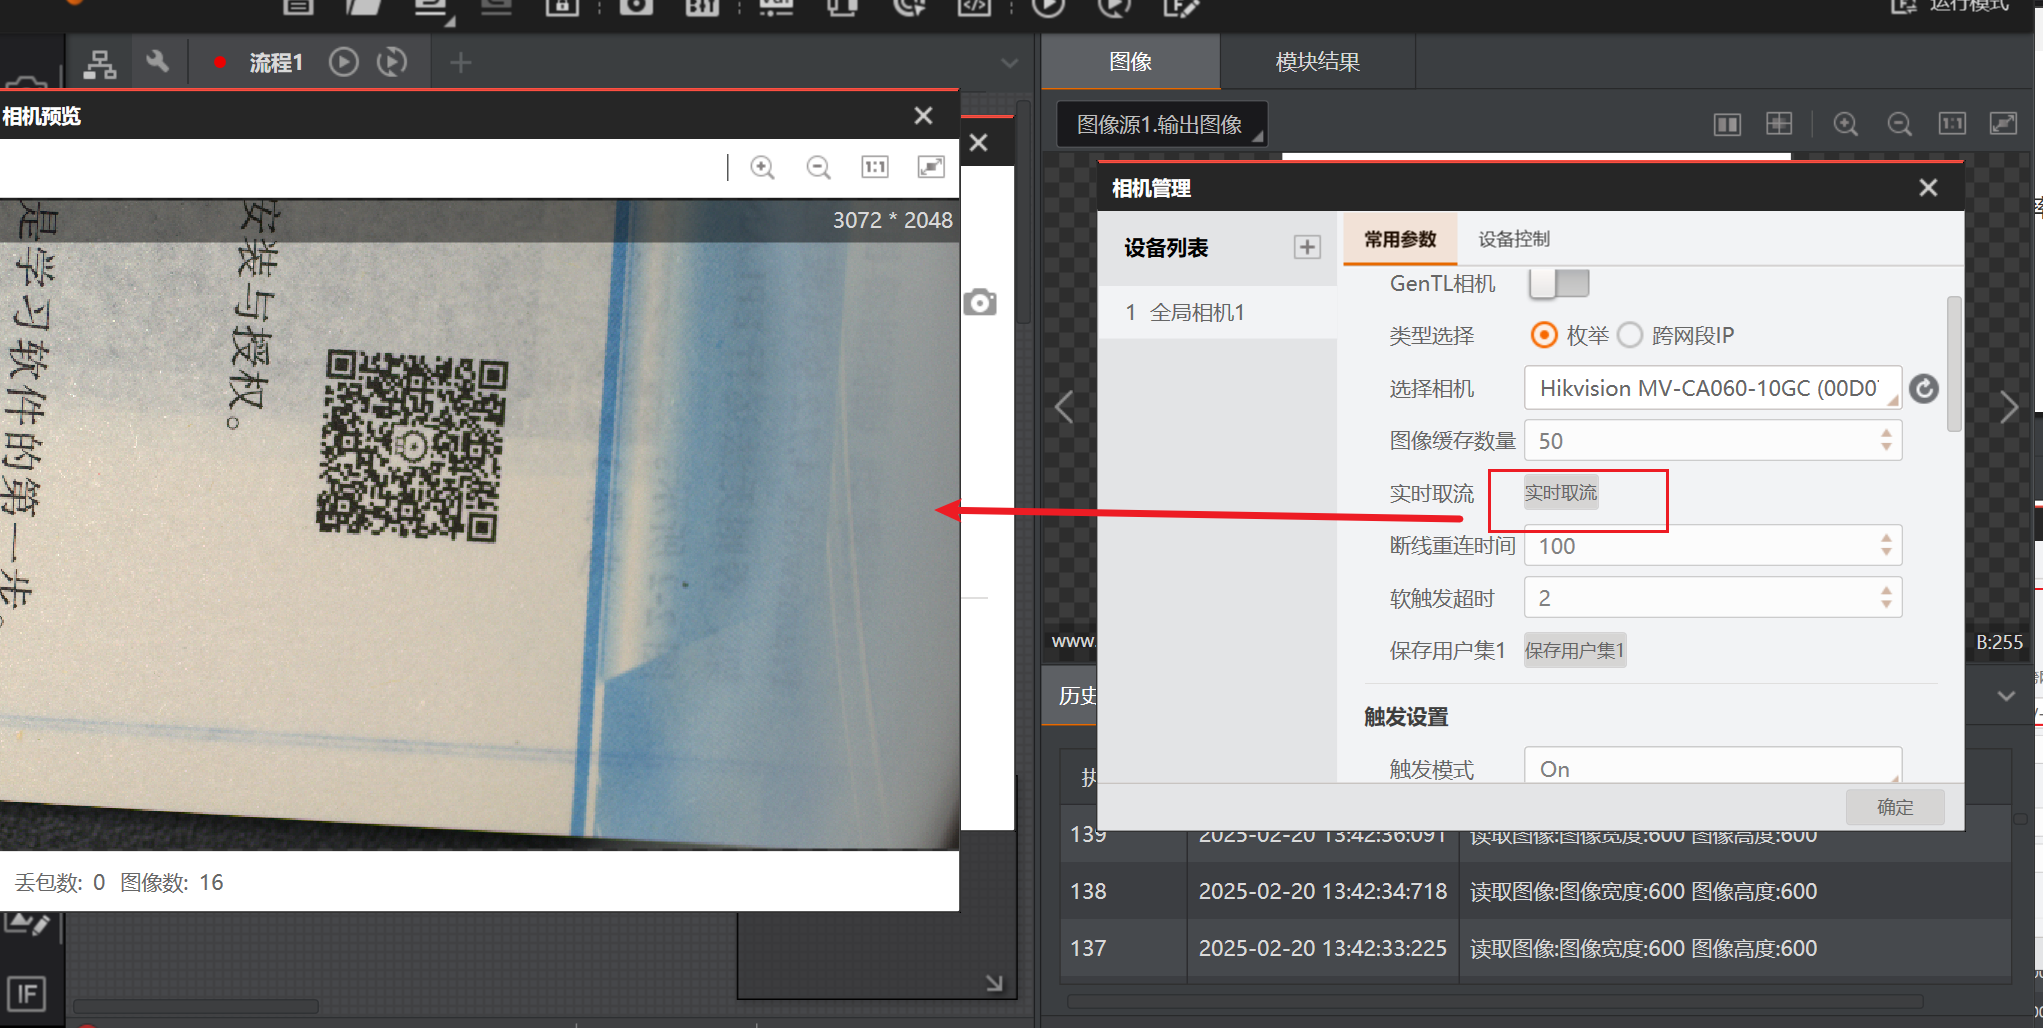 运行模式
流程1
图像
模块结果
相机预览
图像源1.输出图像
1:1
1:1
3072 * 2048
是学习软件的第一步。
安装与授权。
相机管理
设备列表
1 全局相机1
常用参数
设备控制
GenTL相机
类型选择
枚举
跨网段IP
选择相机
Hikvision MV-CA060-10GC (00D0
图像缓存数量
50
实时取流
实时取流
断线重连时间
100
软触发超时
2
保存用户集1
保存用户集1
触发设置
触发模式
On
确定
www.
B:255
历史
执
139 2025-02-20 13:42:36:091 读取图像:图像宽度:600 图像高度:600
138 2025-02-20 13:42:34:718 读取图像:图像宽度:600 图像高度:600
137 2025-02-20 13:42:33:225 读取图像:图像宽度:600 图像高度:600
丢包数: 0 图像数: 16
IF